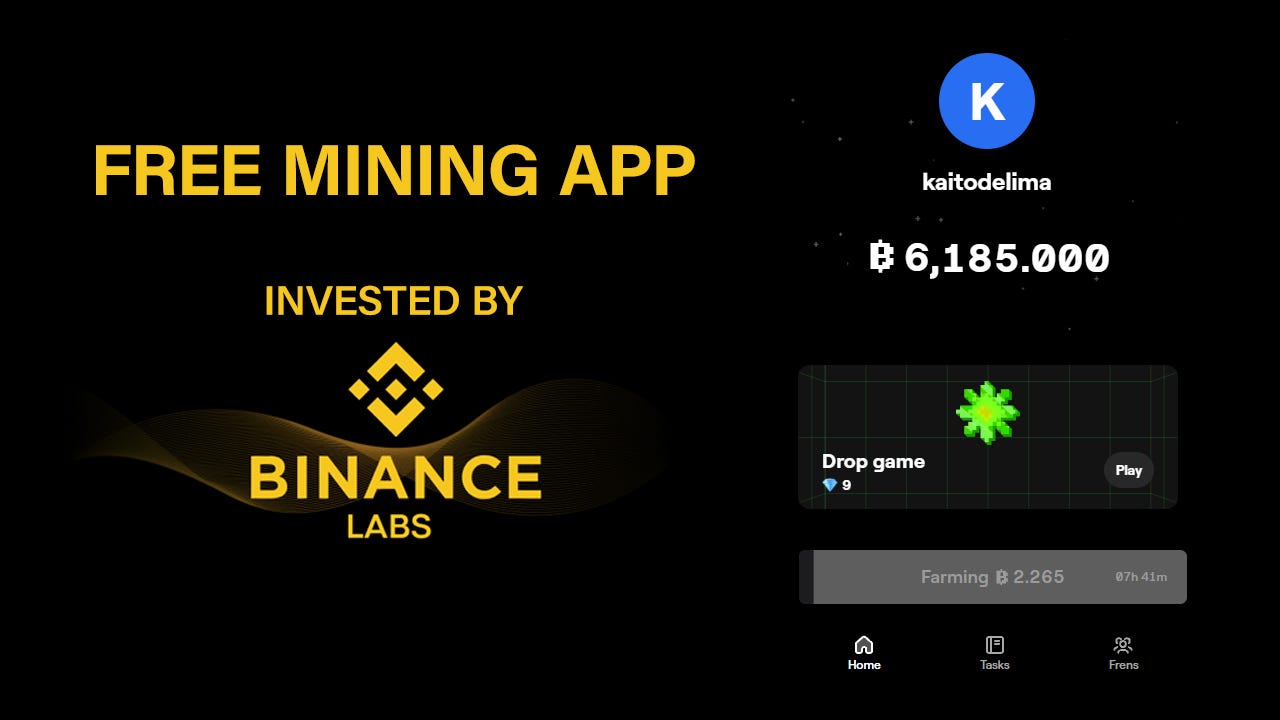 FREE MINING APP
INVESTED BY
BINANCE
LABS
K
kaitodelima
₿ 6,185.000
Drop game
💎 9
Play
Farming ₿ 2.265
07h 41m
Home
Tasks
Frens